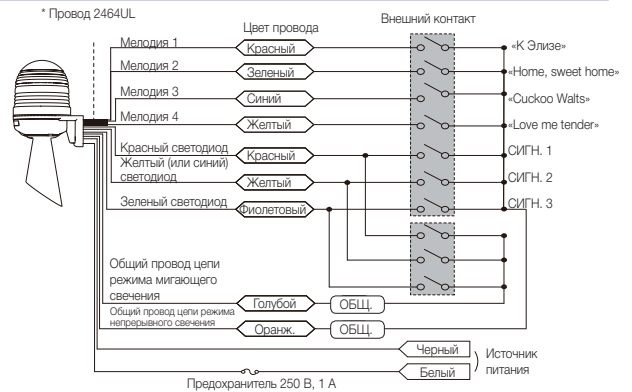 * Провод 2464UL
Цвет провода
Внешний контакт
Мелодия 1
Красный
«К Элизе»
Мелодия 2
Зеленый
«Home, sweet home»
Мелодия 3
Синий
«Cuckoo Walts»
Мелодия 4
Желтый
«Love me tender»
Красный светодиод
Красный
СИГН. 1
Желтый (или синий)
светодиод
Желтый
СИГН. 2
Зеленый светодиод
Фиолетовый
СИГН. 3
Общий провод цепи
режима мигающего
свечения
Голубой
ОБЩ.
Общий провод цепи режима
непрерывного свечения
Оранж.
ОБЩ.
Черный
Белый
Источник
питания
Предохранитель 250 В, 1 А